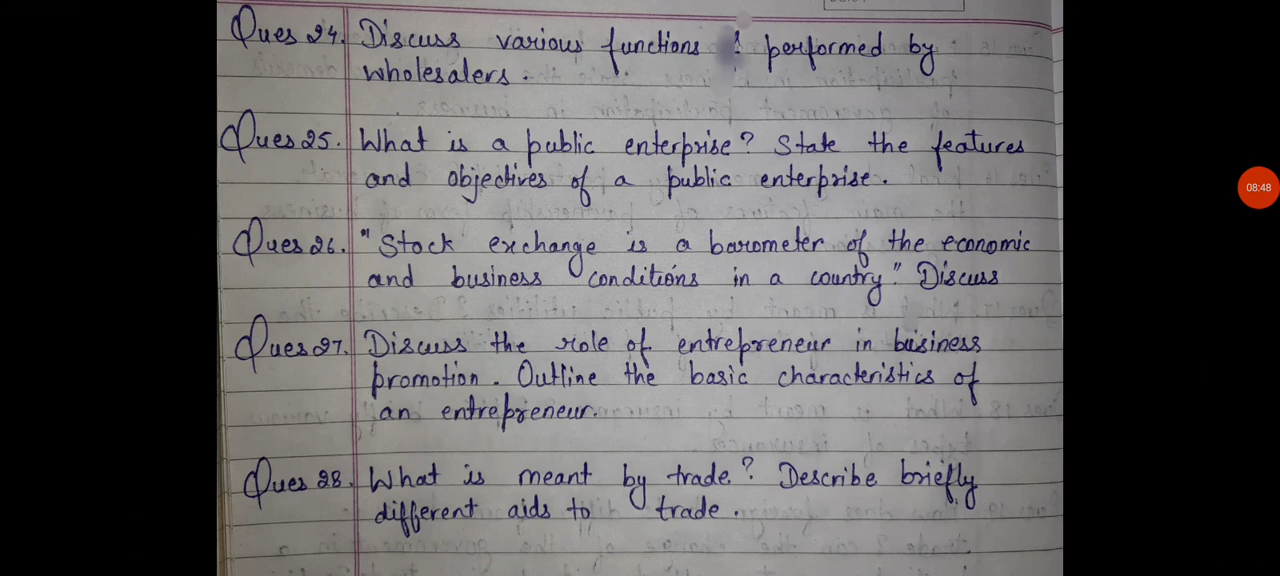 Ques 24. Discuss various functions performed by
wholesalers.
Ques 25. What is a public enterprise? State the features
and objectives of a public enterprise.
Ques 26. "Stock exchange is a barometer of the economic
and business conditions in a country" Discuss
Ques 27. Discuss the role of entrepreneur in business
promotion. Outline the basic characteristics of
an entrepreneur.
Ques 28. What is meant by trade? Describe briefly
different aids to trade.
08:48